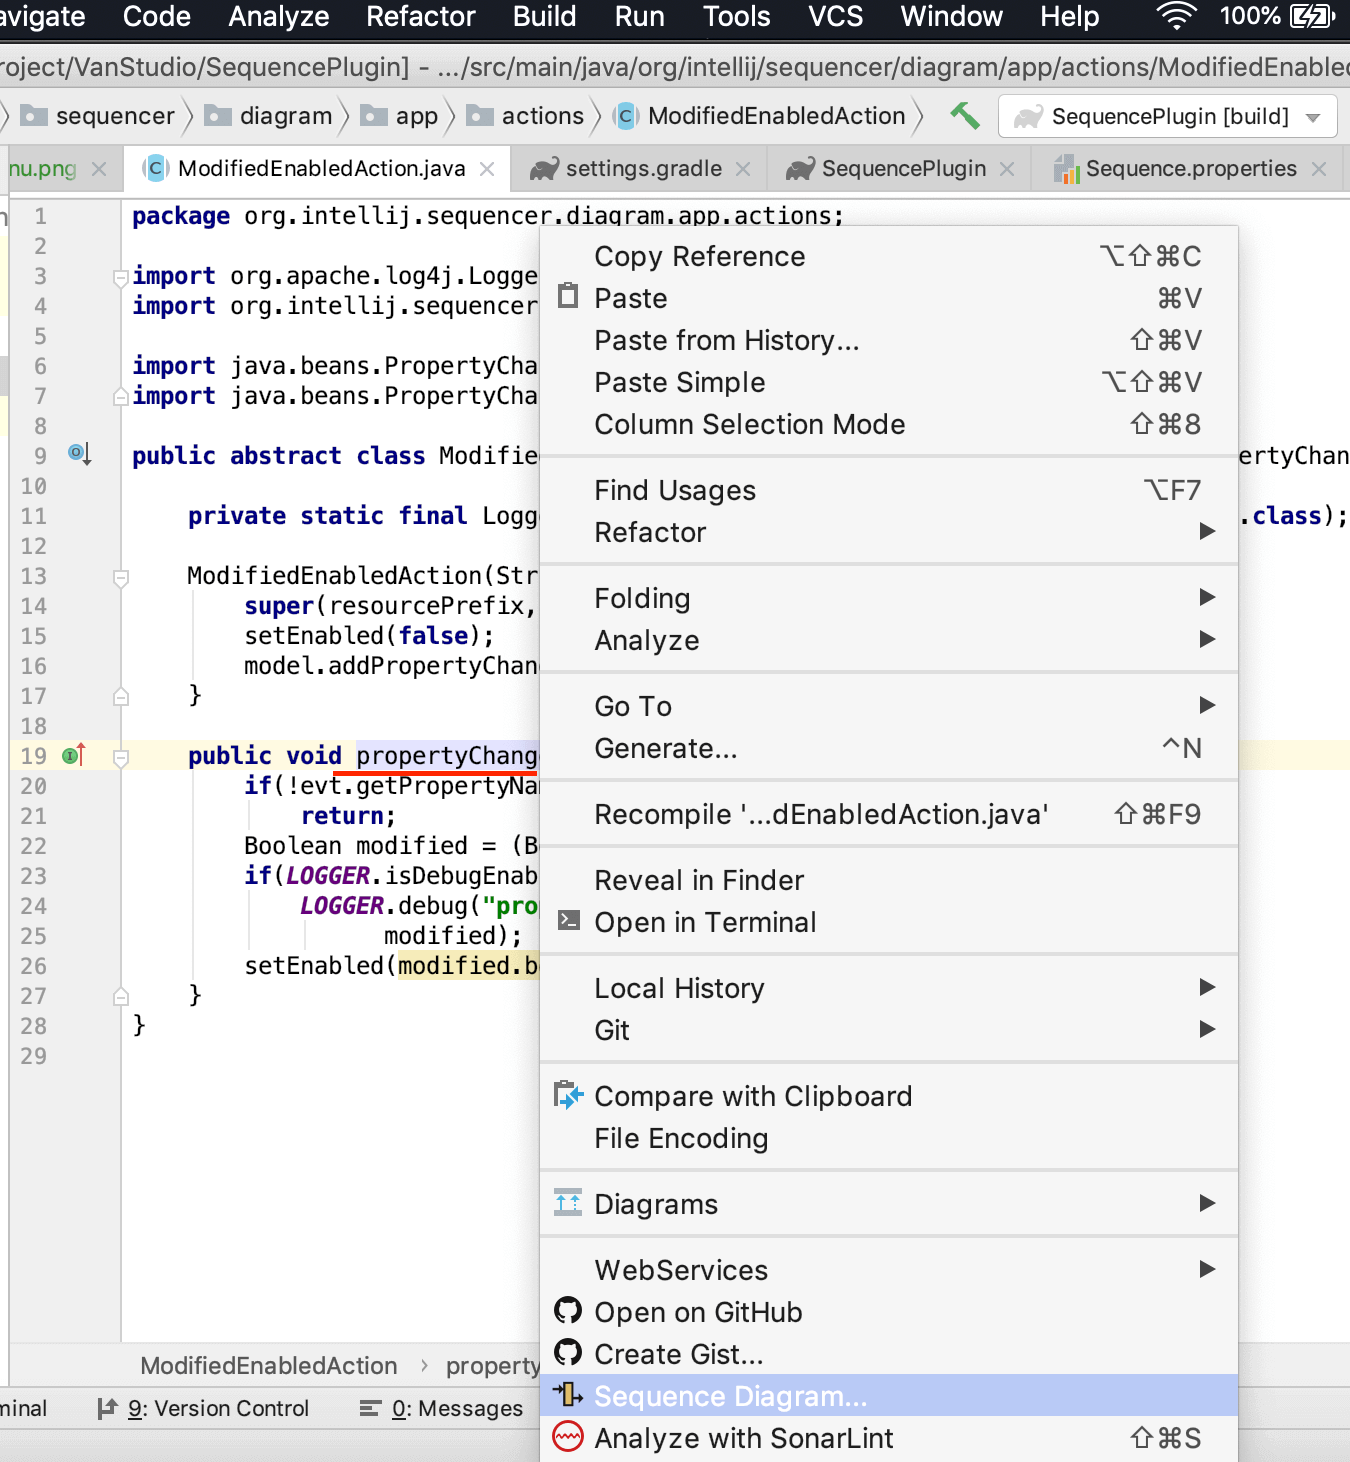 avigate Code Analyze Refactor Build Run Tools VCS Window Help 100%
roject/VanStudio/SequencePlugin] - .../src/main/java/org/intellij/sequencer/diagram/app/actions/ModifiedEnabled
sequencer diagram app actions C ModifiedEnabledAction SequencePlugin [build]
nu.png C ModifiedEnabledAction.java settings.gradle SequencePlugin Sequence.properties
1 package org.intellij.sequencer.diagram.app.actions;
2
3 import org.apache.log4j.Logge
4 import org.intellij.sequencer
5
6 import java.beans.PropertyCha
7 import java.beans.PropertyCha
8
9 public abstract class Modifie ertyChan
10
11 private static final Logg .class);
12
13 ModifiedEnabledAction(Str
14 super(resourcePrefix,
15 setEnabled(false);
16 model.addPropertyChan
17 }
18
19 public void propertyChang
20 if(!evt.getPropertyNa
21 return;
22 Boolean modified = (B
23 if(LOGGER.isDebugEnab
24 LOGGER.debug("pro
25 modified);
26 setEnabled(modified.b
27 }
28 }
29
Copy Reference ⌥⇧⌘C
Paste ⌘V
Paste from History... ⇧⌘V
Paste Simple ⌥⇧⌘V
Column Selection Mode ⇧⌘8
Find Usages ⌥F7
Refactor
Folding
Analyze
Go To
Generate... ^N
Recompile '...dEnabledAction.java' ⇧⌘F9
Reveal in Finder
Open in Terminal
Local History
Git
Compare with Clipboard
File Encoding
Diagrams
WebServices
Open on GitHub
Create Gist...
Sequence Diagram...
Analyze with SonarLint ⇧⌘S
ModifiedEnabledAction › property
minal 9: Version Control 0: Messages